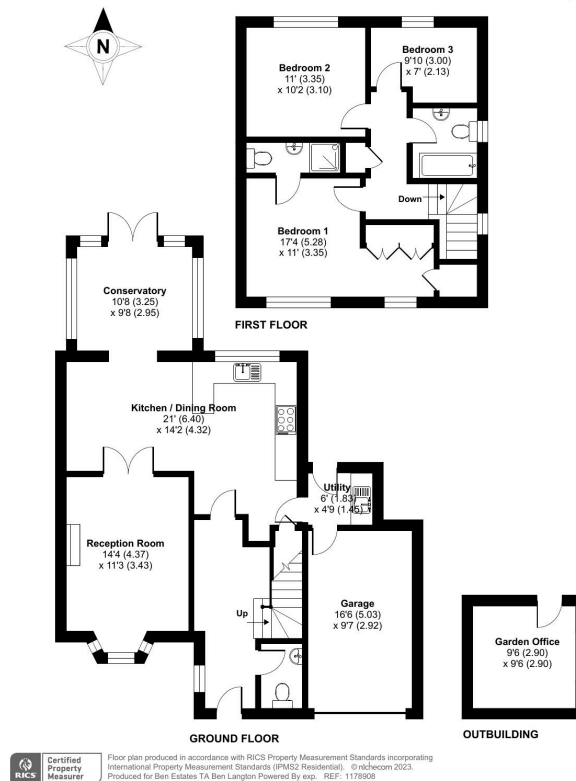 N
Bedroom 2
11' (3.35)
x 10'2 (3.10)
Bedroom 3
9'10 (3.00)
x 7' (2.13)
Down
Bedroom 1
17'4 (5.28)
x 11' (3.35)
FIRST FLOOR
Conservatory
10'8 (3.25)
x 9'8 (2.95)
Kitchen / Dining Room
21' (6.40)
x 14'2 (4.32)
Utility
6' (1.83)
x 4'9 (1.45)
Reception Room
14'4 (4.37)
x 11'3 (3.43)
Up
Garage
16'6 (5.03)
x 9'7 (2.92)
Garden Office
9'6 (2.90)
x 9'6 (2.90)
GROUND FLOOR
OUTBUILDING
RICS
Certified
Property
Measurer
Floor plan produced in accordance with RICS Property Measurement Standards incorporating
International Property Measurement Standards (IPMS2 Residential). © nichecom 2023.
Produced for Ben Estates TA Ben Langton Powered By exp. REF: 1178908